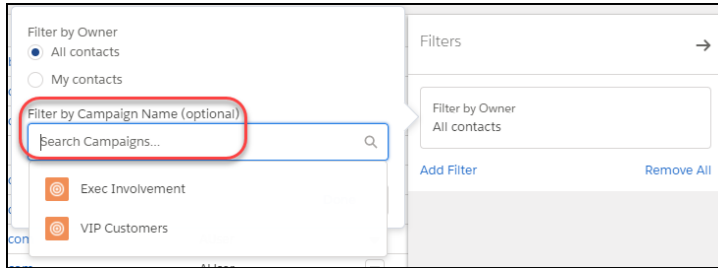 Filter by Owner
All contacts
My contacts
Filter by Campaign Name (optional)
Search Campaigns...
Exec Involvement
VIP Customers
Filters
Filter by Owner
All contacts
Add Filter
Remove All